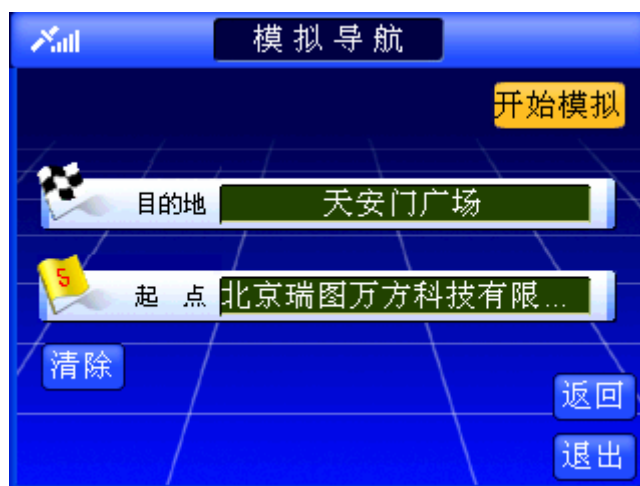 模拟导航
开始模拟
目的地 天安门广场
5
起 点 北京瑞图万方科技有限...
清除
返回
退出